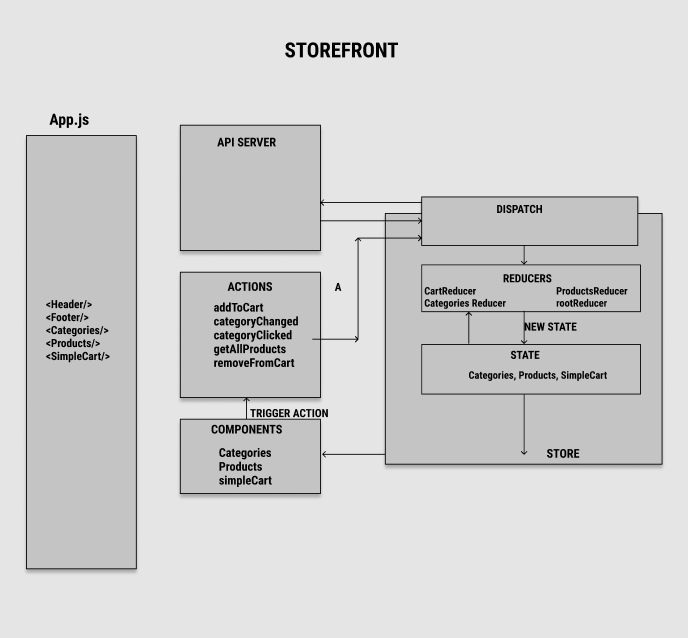 STOREFRONT
App.js
<Header/>
<Footer/>
<Categories/>
<Products/>
<SimpleCart/>
API SERVER
ACTIONS
addToCart
categoryChanged
categoryClicked
getAllProducts
removeFromCart
A
TRIGGER ACTION
COMPONENTS
Categories
Products
simpleCart
DISPATCH
REDUCERS
CartReducer ProductsReducer
Categories Reducer rootReducer
NEW STATE
STATE
Categories, Products, SimpleCart
STORE